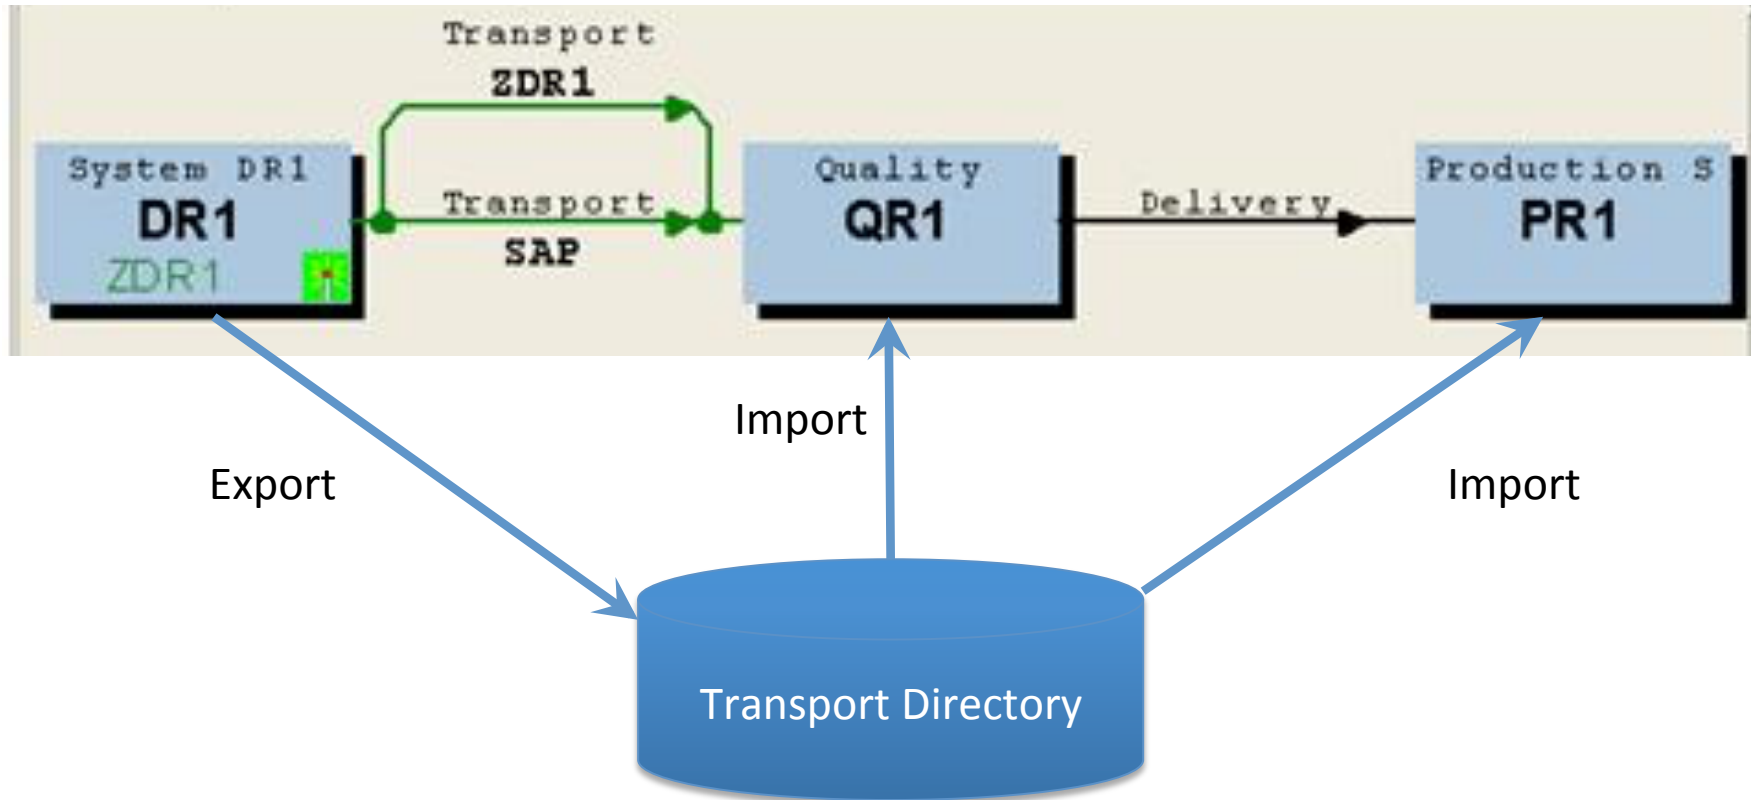 Transport
ZDR1
System DR1
DR1
ZDR1
Transport
SAP
Quality
QR1
Delivery
Production S
PR1
Import
Export
Import
Transport Directory